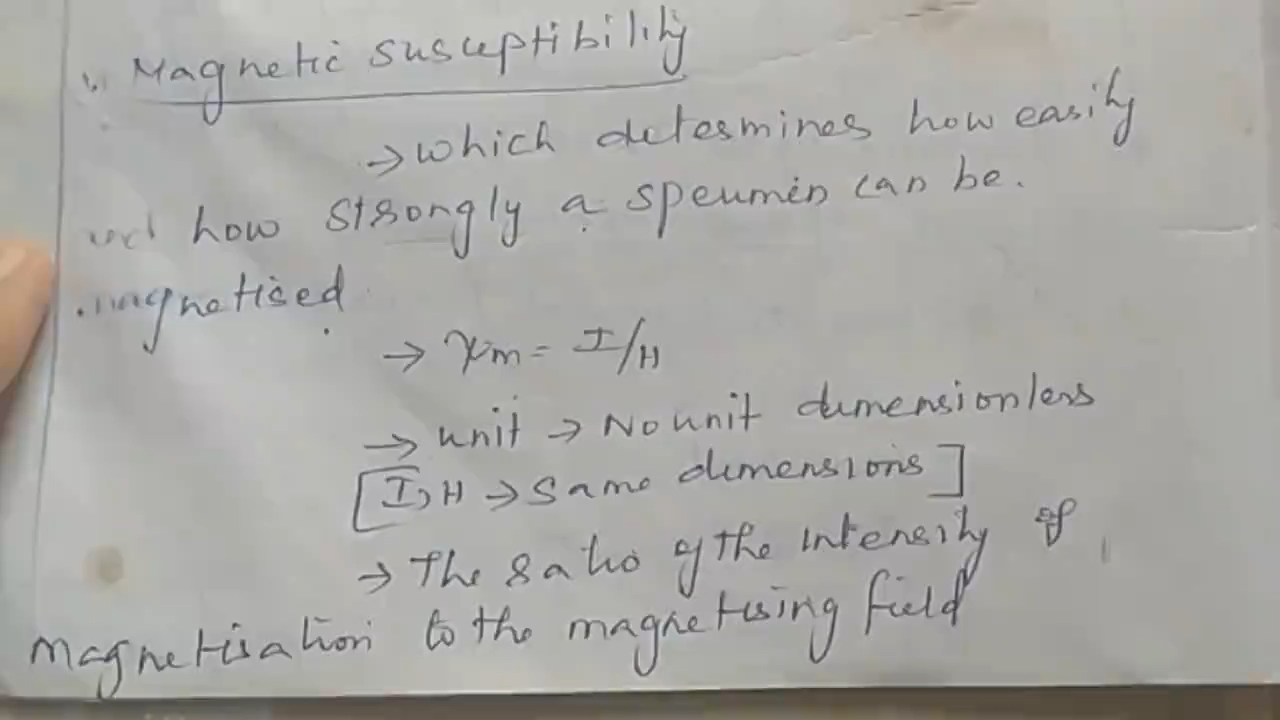 Magnetic susceptibility
→ which determines how easily
and how strongly a specimen can be.
magnetised
→ χm = I/H
→ unit → No unit dimensionless
[I, H → same dimensions]
→ The ratio of the intensity of
magnetisation to the magnetising field